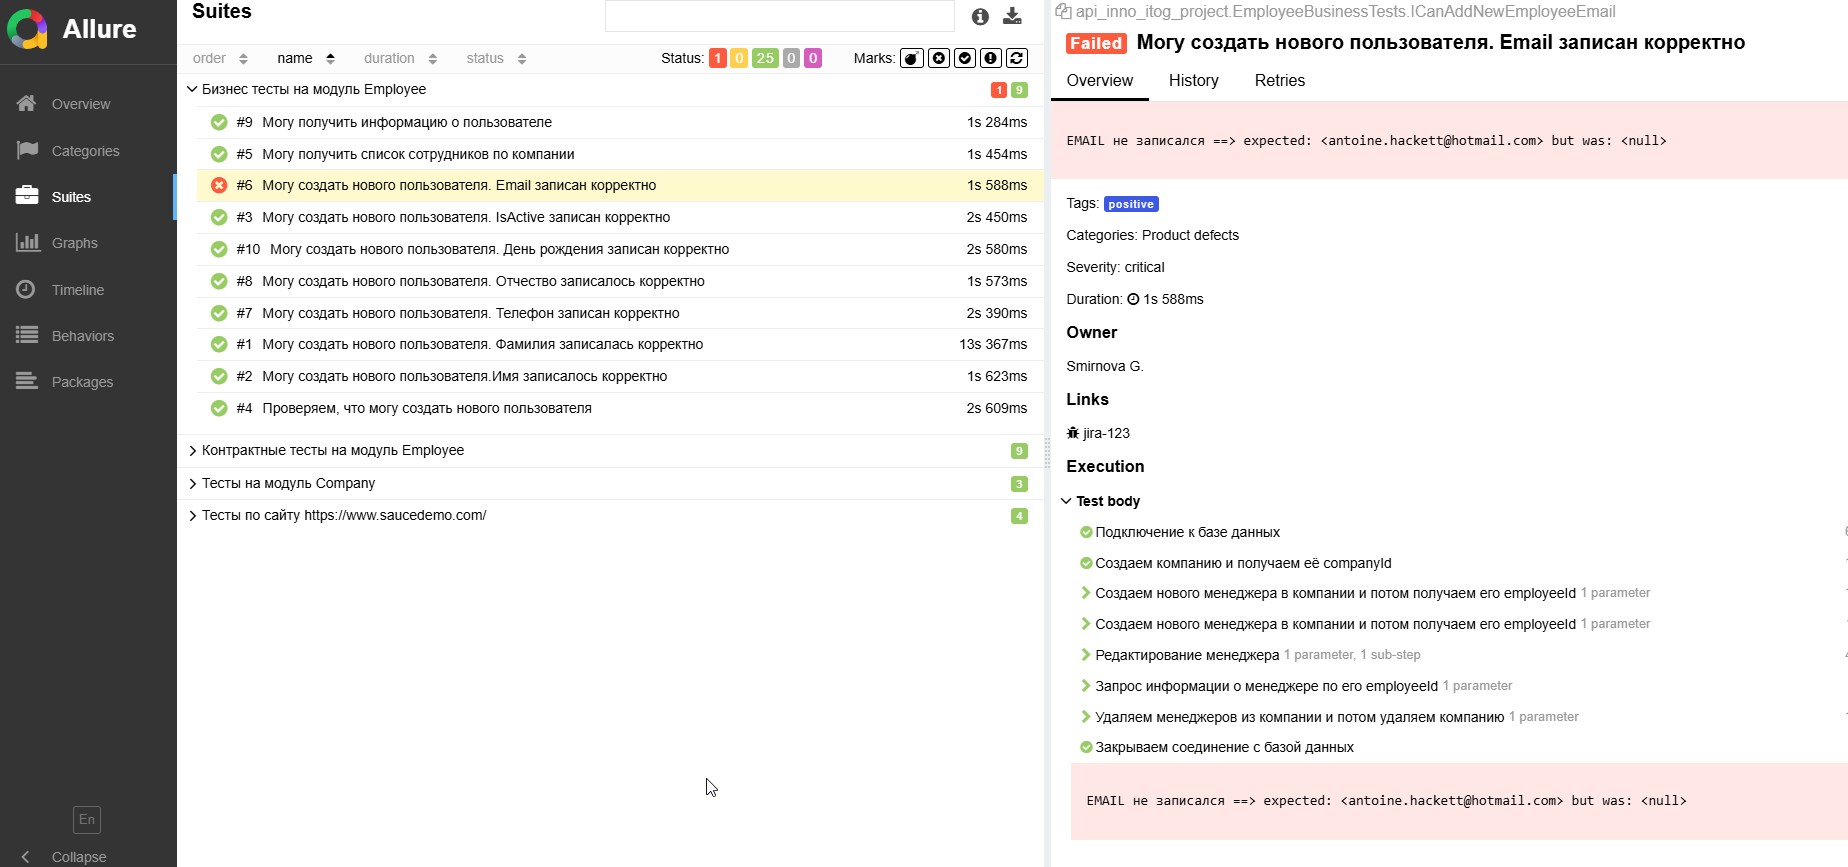 Allure
Overview
Categories
Suites
Graphs
Timeline
Behaviors
Packages
En
Collapse
Suites
order name duration status Status: 1 0 25 0 0 Marks:
Бизнес тесты на модуль Employee 1 9
#9 Могу получить информацию о пользователе 1s 284ms
#5 Могу получить список сотрудников по компании 1s 454ms
#6 Могу создать нового пользователя. Email записан корректно 1s 588ms
#3 Могу создать нового пользователя. IsActive записан корректно 2s 450ms
#10 Могу создать нового пользователя. День рождения записан корректно 2s 580ms
#8 Могу создать нового пользователя. Отчество записалось корректно 1s 573ms
#7 Могу создать нового пользователя. Телефон записан корректно 2s 390ms
#1 Могу создать нового пользователя. Фамилия записалась корректно 13s 367ms
#2 Могу создать нового пользователя.Имя записалось корректно 1s 623ms
#4 Проверяем, что могу создать нового пользователя 2s 609ms
Контрактные тесты на модуль Employee 9
Тесты на модуль Company 3
Тесты по сайту https://www.saucedemo.com/ 4
api_inno_itog_project.EmployeeBusinessTests.ICanAddNewEmployeeEmail
Failed Могу создать нового пользователя. Email записан корректно
Overview History Retries
EMAIL не записался ==> expected: <antoine.hackett@hotmail.com> but was: <null>
Tags: positive
Categories: Product defects
Severity: critical
Duration: 1s 588ms
Owner
Smirnova G.
Links
jira-123
Execution
Test body
Подключение к базе данных
Создаем компанию и получаем её companyId
Создаем нового менеджера в компании и потом получаем его employeeId 1 parameter
Создаем нового менеджера в компании и потом получаем его employeeId 1 parameter
Редактирование менеджера 1 parameter, 1 sub-step
Запрос информации о менеджере по его employeeId 1 parameter
Удаляем менеджеров из компании и потом удаляем компанию 1 parameter
Закрываем соединение с базой данных
EMAIL не записался ==> expected: <antoine.hackett@hotmail.com> but was: <null>